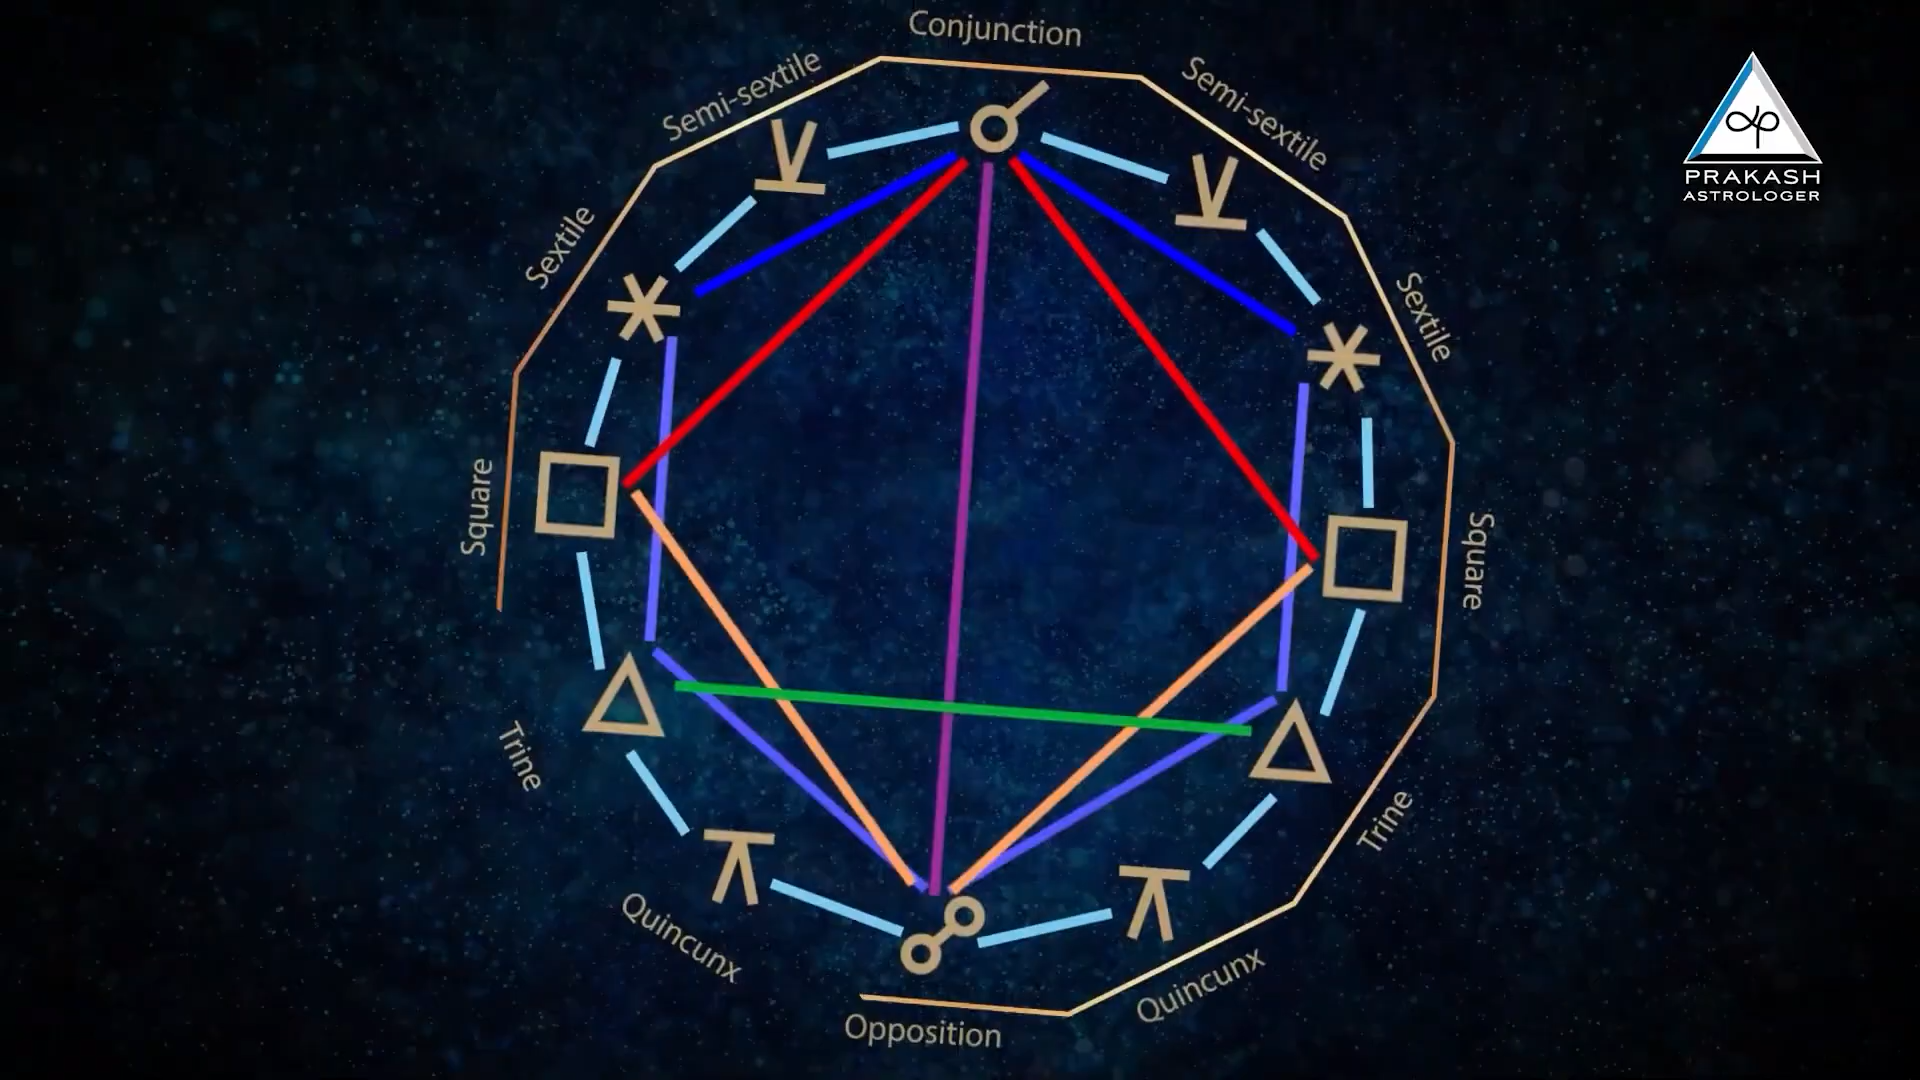 Conjunction
Semi-sextile
Semi-sextile
Sextile
Sextile
Square
Square
Trine
Trine
Quincunx
Quincunx
Opposition
PRAKASH
ASTROLOGER